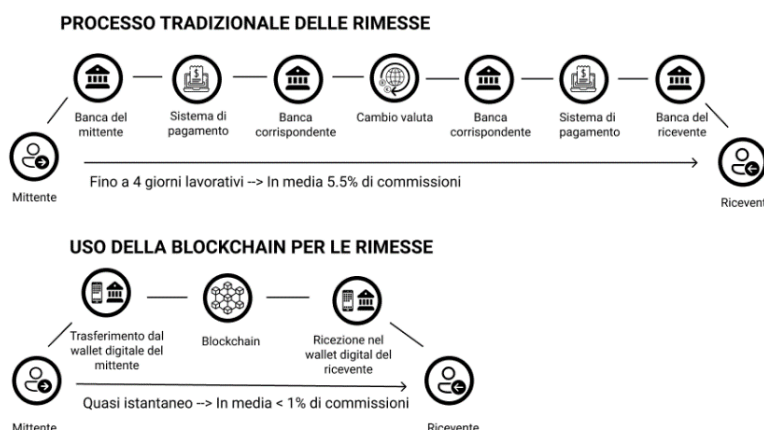 PROCESSO TRADIZIONALE DELLE RIMESSE
Banca del
mittente
Sistema di
pagamento
Banca
corrispondente
Cambio valuta
Banca
corrispondente
Sistema di
pagamento
Banca del
ricevente
Mittente
Fino a 4 giorni lavorativi --> In media 5.5% di commissioni
Ricevent
USO DELLA BLOCKCHAIN PER LE RIMESSE
Trasferimento dal
wallet digitale del
mittente
Blockchain
Ricezione nel
wallet digital del
ricevente
Quasi istantaneo --> In media < 1% di commissioni
Mittente
Ricevente